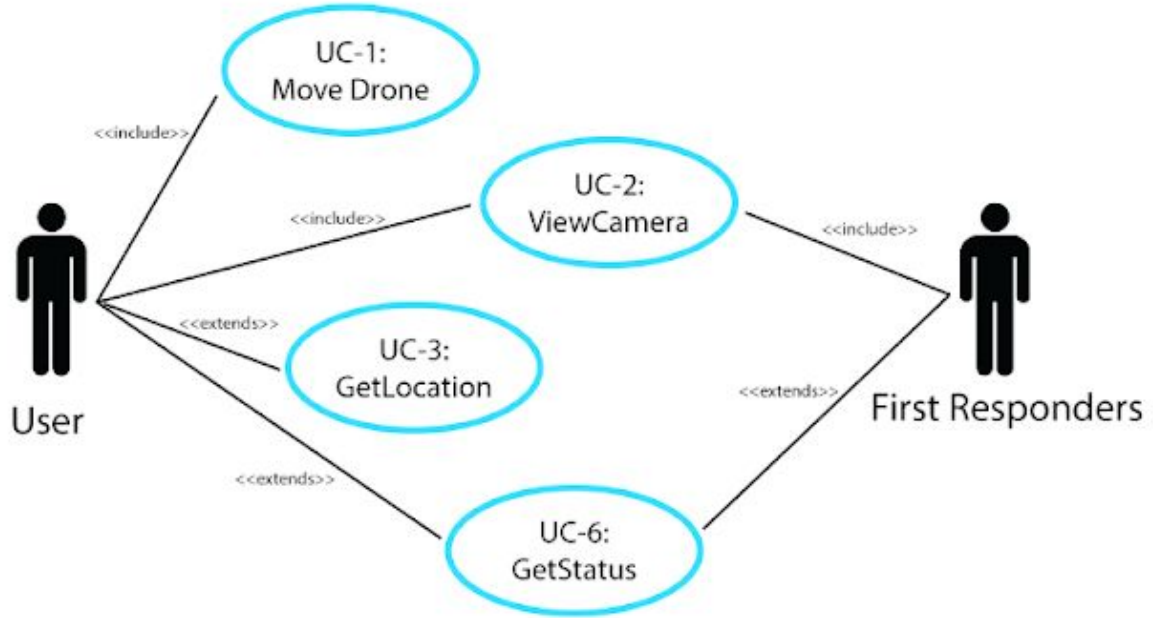 UC-1:
Move Drone
<<include>>
UC-2:
ViewCamera
<<include>>
<<include>>
<<extends>>
UC-3:
GetLocation
<<extends>>
User
First Responders
<<extends>>
UC-6:
GetStatus